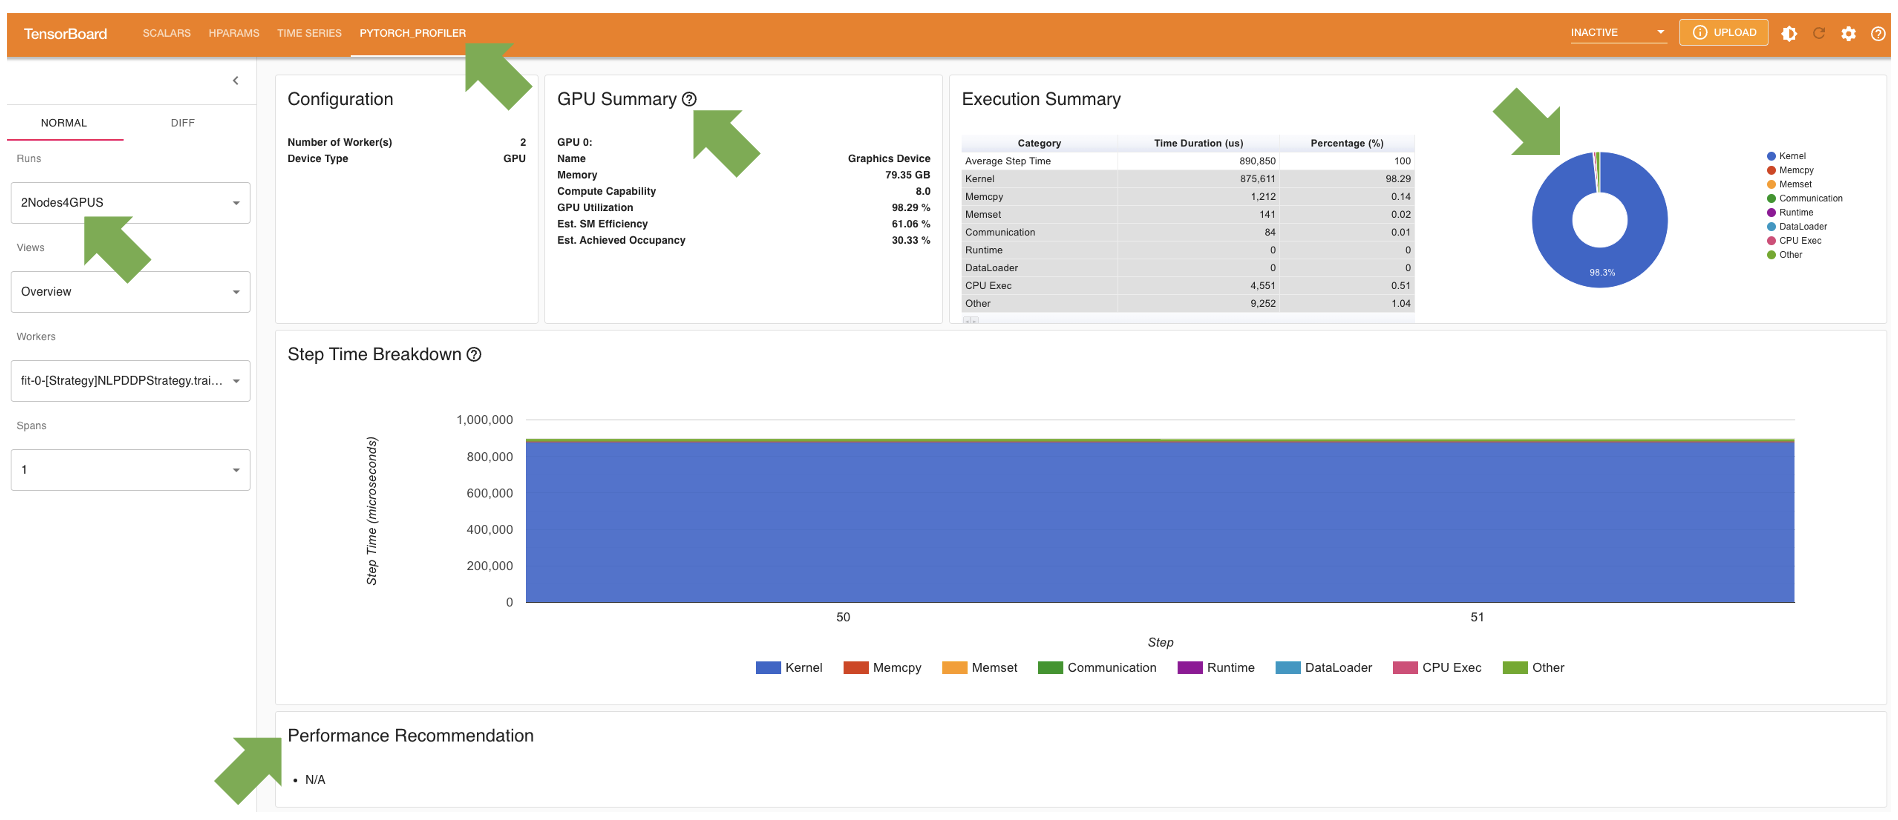 TensorBoard SCALARS HPARAMS TIME SERIES PYTORCH_PROFILER INACTIVE UPLOAD
NORMAL DIFF
Runs
2Nodes4GPUS
Views
Overview
Workers
fit-0-[Strategy]NLPDDPStrategy.trai...
Spans
1
Configuration
Number of Worker(s) 2
Device Type GPU
GPU Summary
GPU 0:
Name Graphics Device
Memory 79.35 GB
Compute Capability 8.0
GPU Utilization 98.29 %
Est. SM Efficiency 61.06 %
Est. Achieved Occupancy 30.33 %
Execution Summary
Category Time Duration (us) Percentage (%)
Average Step Time 890,850 100
Kernel 875,611 98.29
Memcpy 1,212 0.14
Memset 141 0.02
Communication 84 0.01
Runtime 0 0
DataLoader 0 0
CPU Exec 4,551 0.51
Other 9,252 1.04
98.3%
Kernel
Memcpy
Memset
Communication
Runtime
DataLoader
CPU Exec
Other
Step Time Breakdown
Step Time (microseconds)
1,000,000
800,000
600,000
400,000
200,000
0
50 51
Step
Kernel Memcpy Memset Communication Runtime DataLoader CPU Exec Other
Performance Recommendation
• N/A